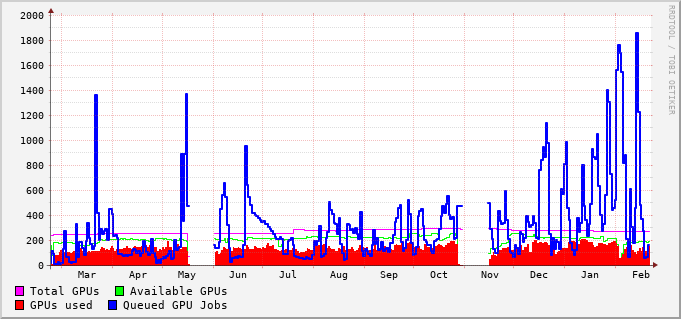 2000
1800
1600
1400
1200
1000
800
600
400
200
0
Mar Apr May Jun Jul Aug Sep Oct Nov Dec Jan Feb
Total GPUs Available GPUs
GPUs used Queued GPU Jobs
RRDTOOL / TOBI OETIKER